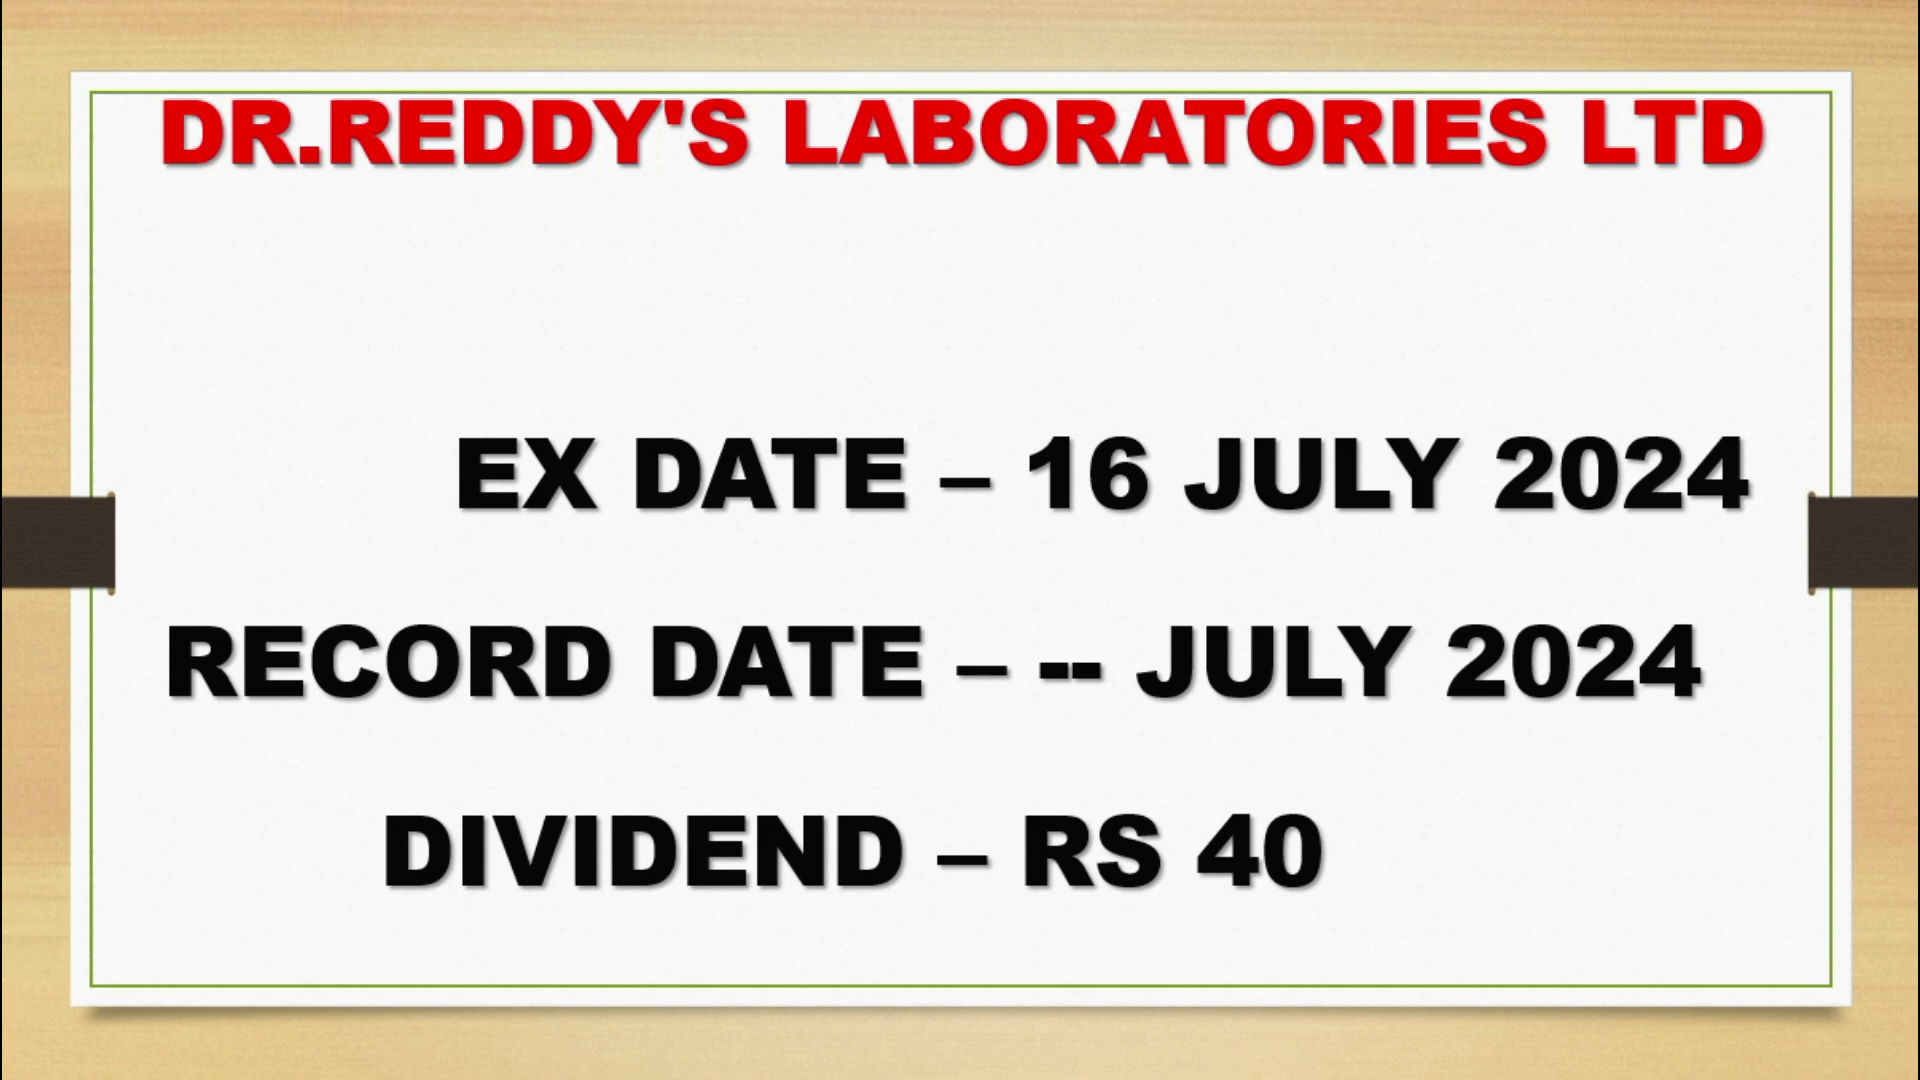 DR.REDDY'S LABORATORIES LTD
EX DATE – 16 JULY 2024
RECORD DATE – -- JULY 2024
DIVIDEND – RS 40